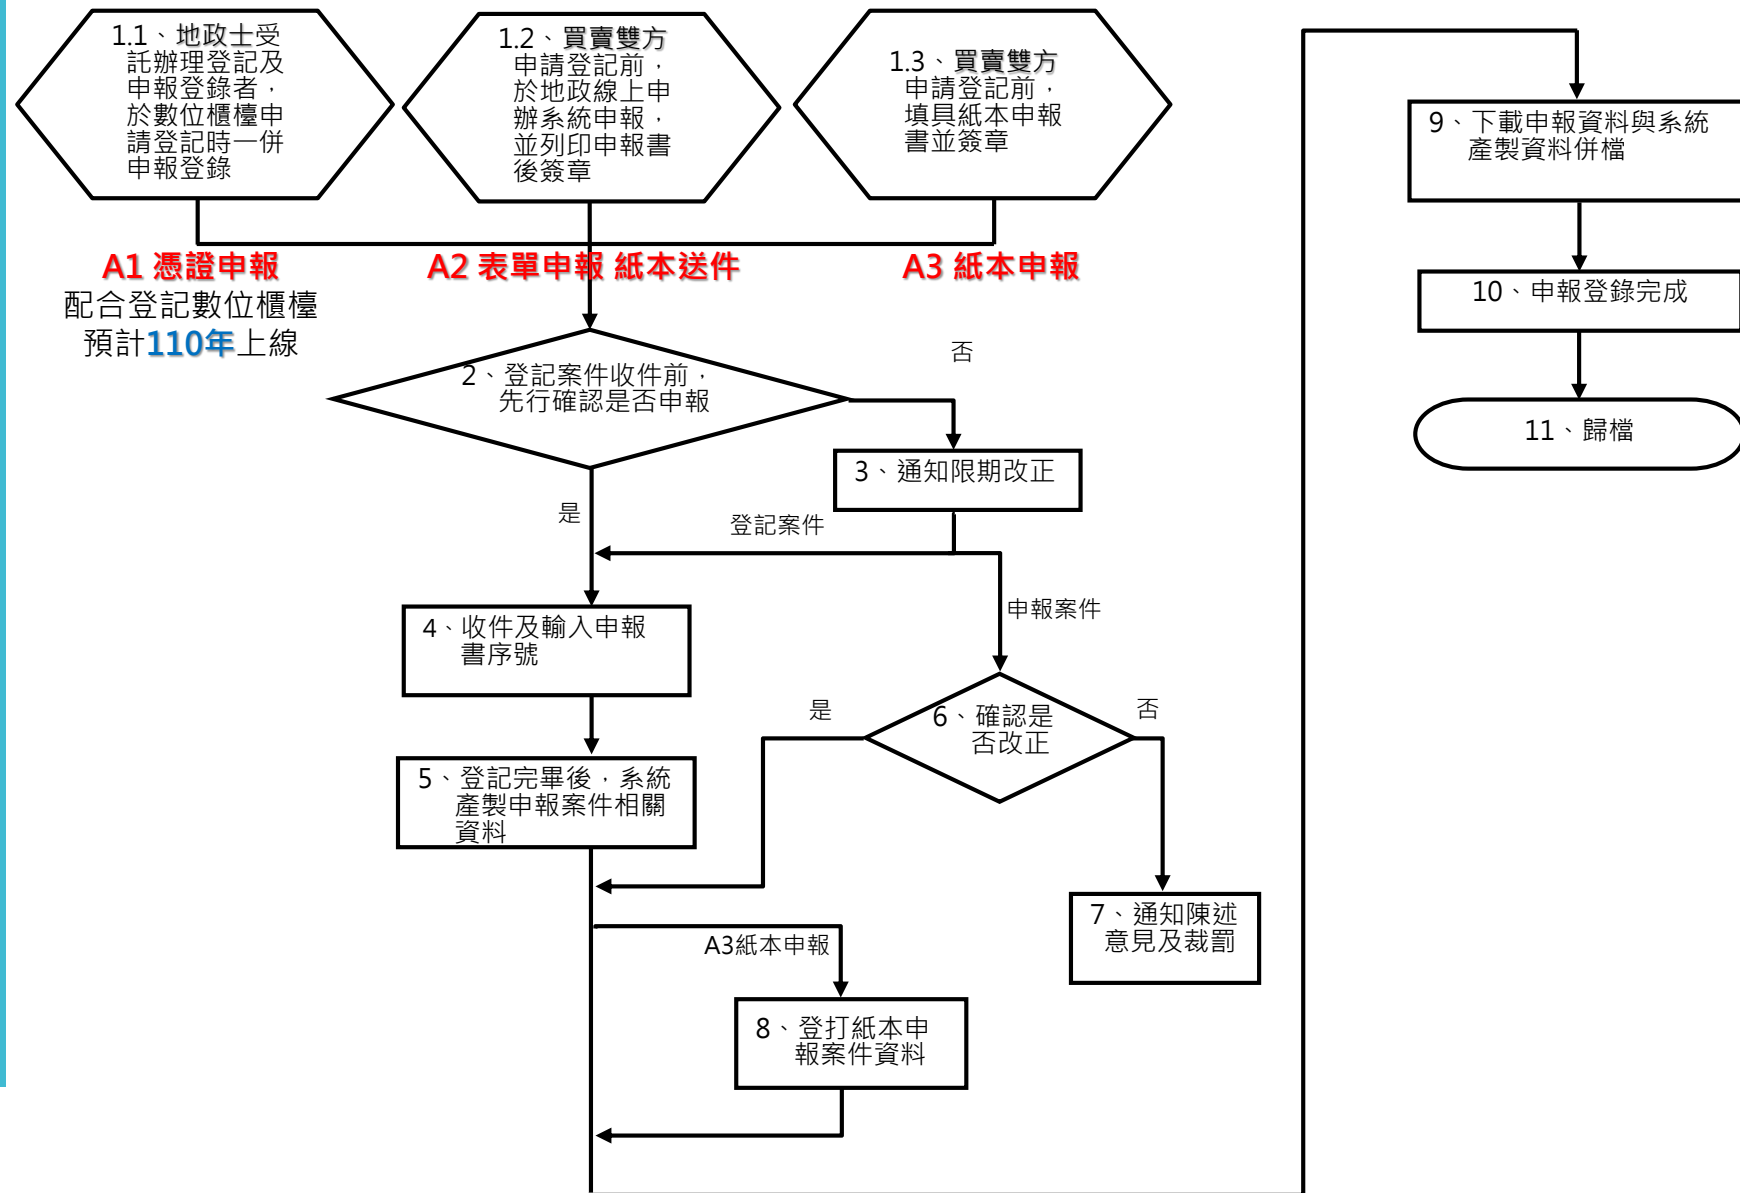 1.1、地政士受
託辦理登記及
申報登錄者，
於數位櫃檯申
請登記時一併
申報登錄
1.2、買賣雙方
申請登記前，
於地政線上申
辦系統申報，
並列印申報書
後簽章
1.3、買賣雙方
申請登記前，
填具紙本申報
書並簽章
A1 憑證申報
配合登記數位櫃檯
預計110年上線
A2 表單申報 紙本送件
A3 紙本申報
2、登記案件收件前，
先行確認是否申報
否
是
3、通知限期改正
登記案件
申報案件
4、收件及輸入申報
書序號
5、登記完畢後，系統
產製申報案件相關
資料
6、確認是
否改正
是
否
7、通知陳述
意見及裁罰
A3紙本申報
8、登打紙本申
報案件資料
9、下載申報資料與系統
產製資料併檔
10、申報登錄完成
11、歸檔